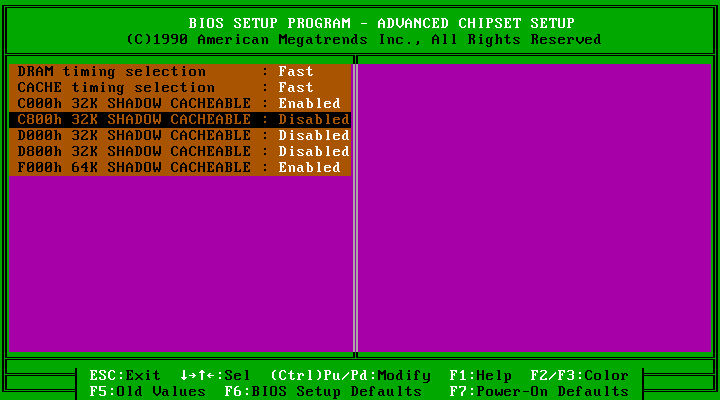 BIOS SETUP PROGRAM - ADVANCED CHIPSET SETUP
(C)1990 American Megatrends Inc., All Rights Reserved
DRAM timing selection : Fast
CACHE timing selection : Fast
C000h 32K SHADOW CACHEABLE : Enabled
C800h 32K SHADOW CACHEABLE : Disabled
D000h 32K SHADOW CACHEABLE : Disabled
D800h 32K SHADOW CACHEABLE : Disabled
F000h 64K SHADOW CACHEABLE : Enabled
ESC:Exit ↓→↑←:Sel (Ctrl)Pu/Pd:Modify F1:Help F2/F3:Color
F5:Old Values F6:BIOS Setup Defaults F7:Power-On Defaults